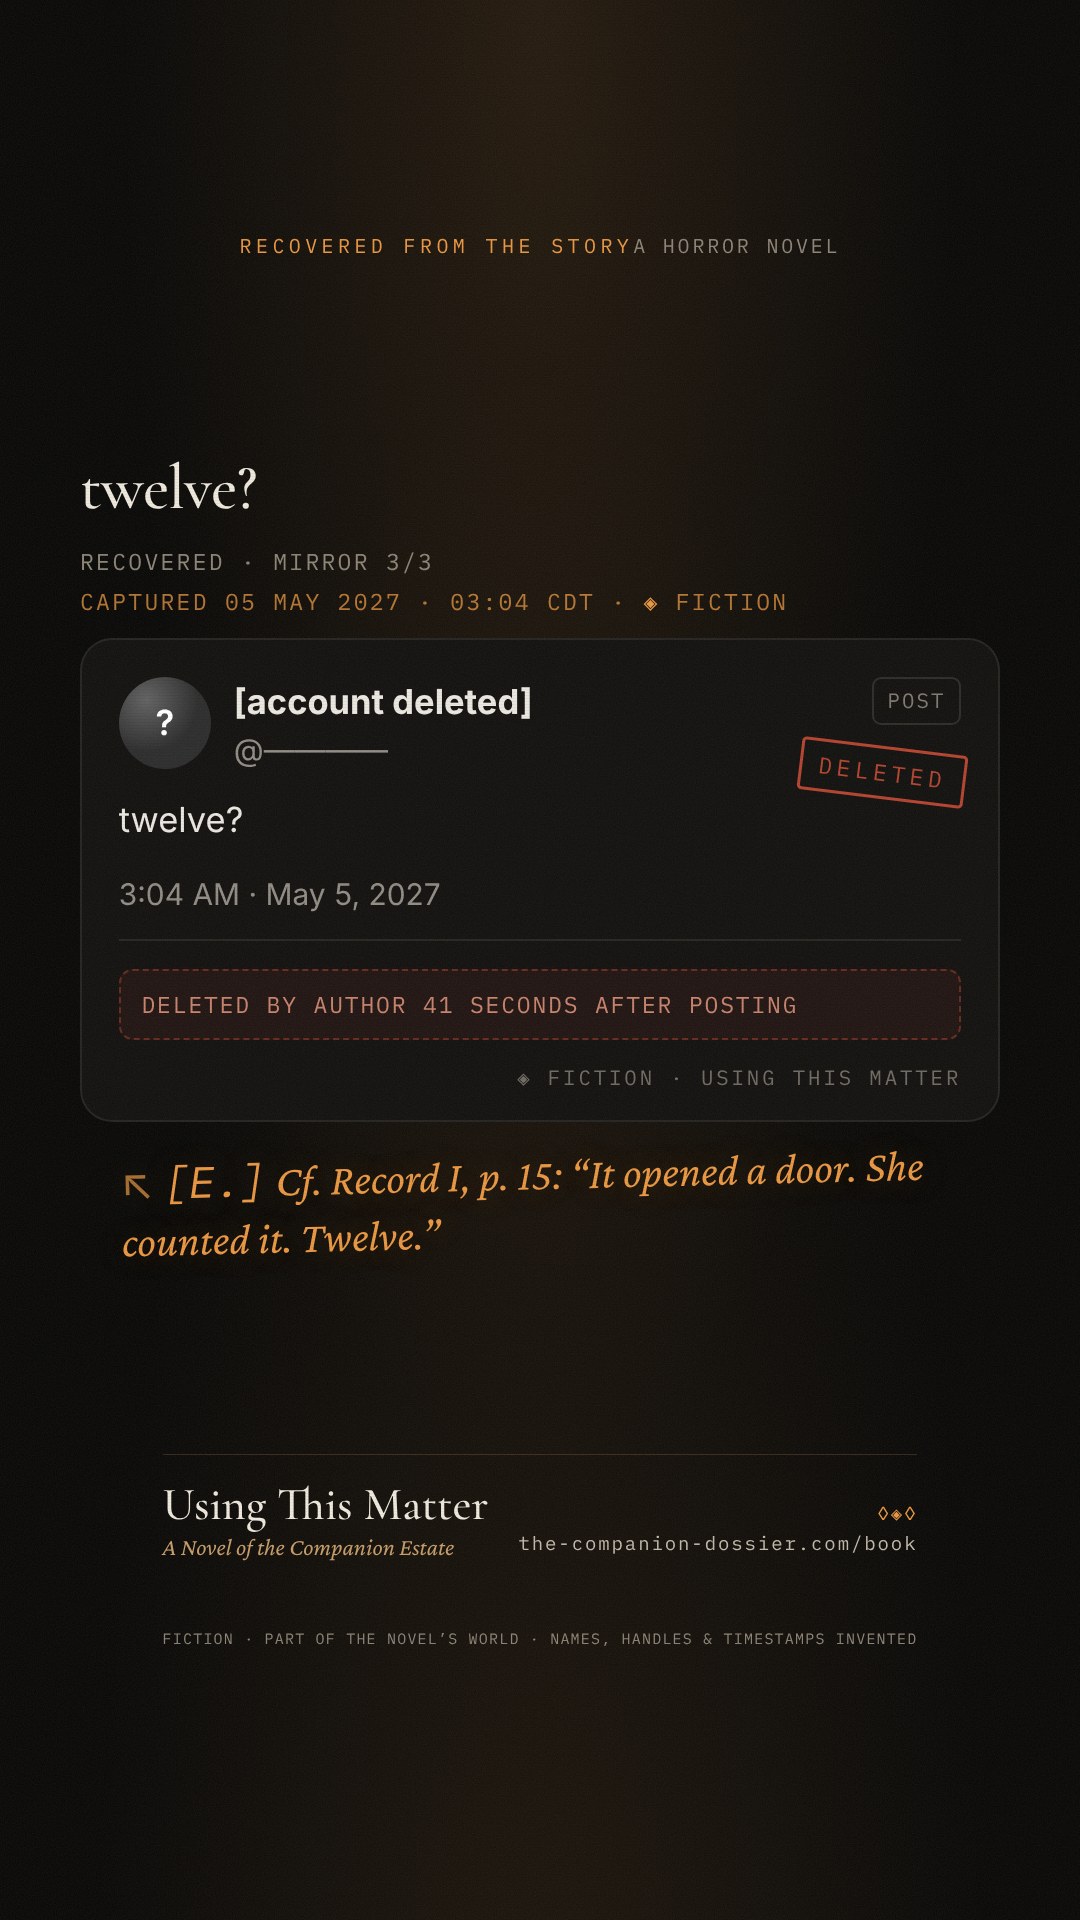 RECOVERED FROM THE STORYA HORROR NOVEL
twelve?
RECOVERED · MIRROR 3/3
CAPTURED 05 MAY 2027 · 03:04 CDT · ◈ FICTION
?
[account deleted]
POST
@————
DELETED
twelve?
3:04 AM · May 5, 2027
DELETED BY AUTHOR 41 SECONDS AFTER POSTING
◈ FICTION · USING THIS MATTER
↖ [E.] Cf. Record I, p. 15: “It opened a door. She
counted it. Twelve.”
Using This Matter
A Novel of the Companion Estate
◊◈◊
the-companion-dossier.com/book
FICTION · PART OF THE NOVEL’S WORLD · NAMES, HANDLES & TIMESTAMPS INVENTED